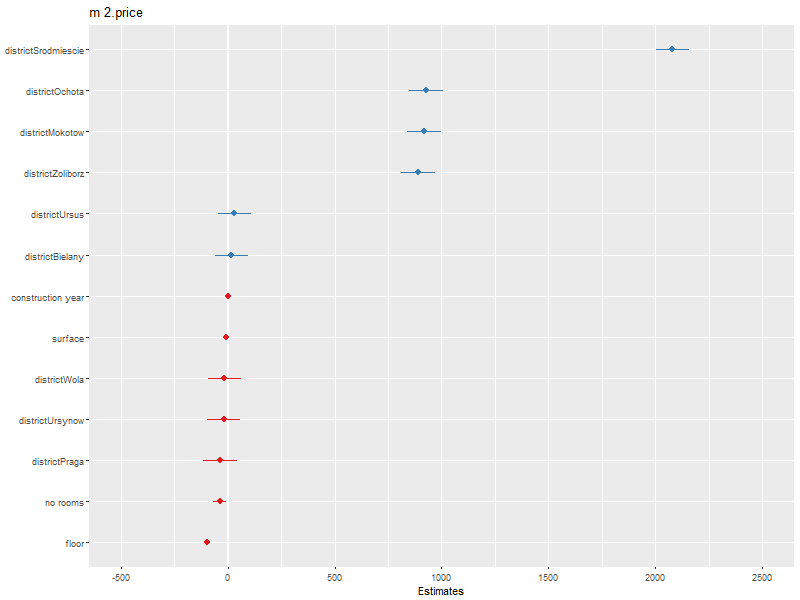 m 2.price
districtSrodmiescie
districtOchota
districtMokotow
districtZoliborz
districtUrsus
districtBielany
construction year
surface
districtWola
districtUrsynow
districtPraga
no rooms
floor
-500 0 500 1000 1500 2000 2500
Estimates